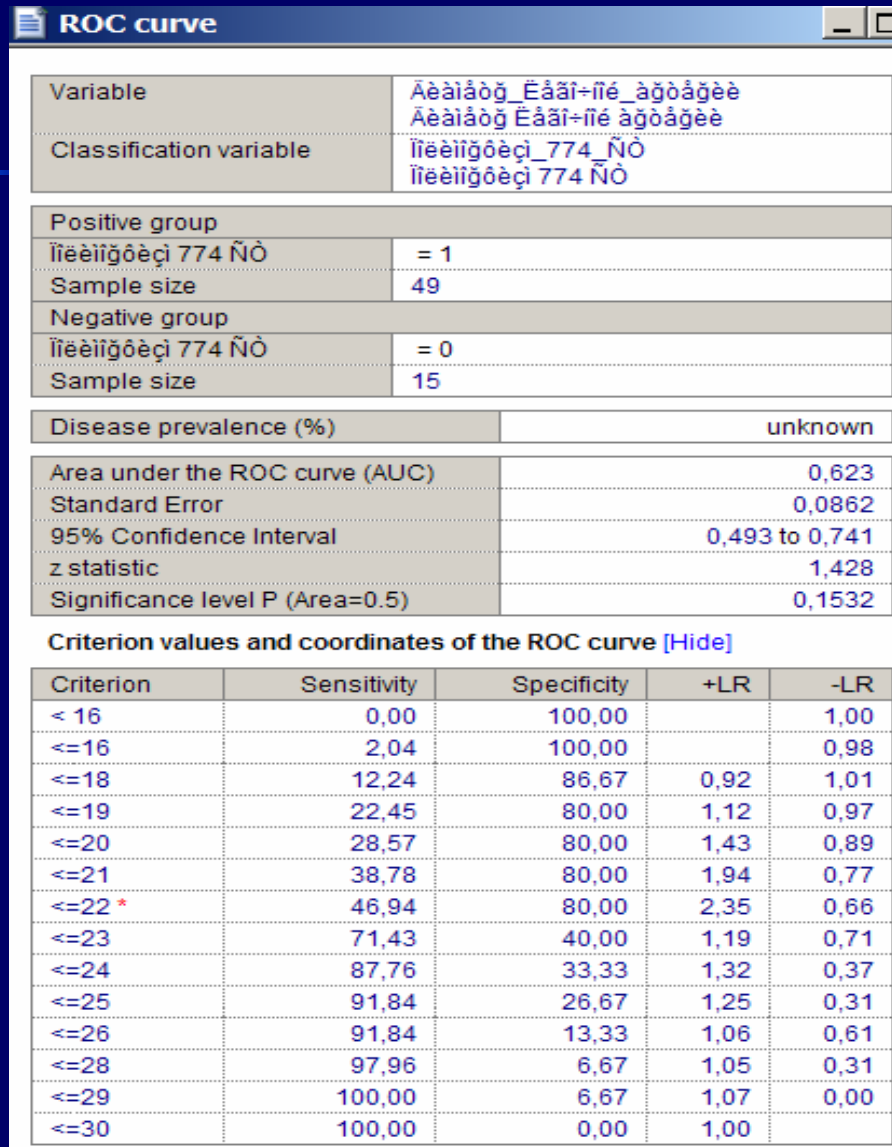 ROC curve
Variable Äèàìåòğ_Ëåãî÷íîé_àğòåğèè
Äèàìåòğ Ëåãî÷íîé àğòåğèè
Classification variable Ïîëèìîğôèçì_774_ÑÒ
Ïîëèìîğôèçì 774 ÑÒ
Positive group
Ïîëèìîğôèçì 774 ÑÒ = 1
Sample size 49
Negative group
Ïîëèìîğôèçì 774 ÑÒ = 0
Sample size 15
Disease prevalence (%) unknown
Area under the ROC curve (AUC) 0,623
Standard Error 0,0862
95% Confidence Interval 0,493 to 0,741
z statistic 1,428
Significance level P (Area=0.5) 0,1532
Criterion values and coordinates of the ROC curve [Hide]
Criterion Sensitivity Specificity +LR -LR
< 16 0,00 100,00 1,00
<=16 2,04 100,00 0,98
<=18 12,24 86,67 0,92 1,01
<=19 22,45 80,00 1,12 0,97
<=20 28,57 80,00 1,43 0,89
<=21 38,78 80,00 1,94 0,77
<=22 * 46,94 80,00 2,35 0,66
<=23 71,43 40,00 1,19 0,71
<=24 87,76 33,33 1,32 0,37
<=25 91,84 26,67 1,25 0,31
<=26 91,84 13,33 1,06 0,61
<=28 97,96 6,67 1,05 0,31
<=29 100,00 6,67 1,07 0,00
<=30 100,00 0,00 1,00